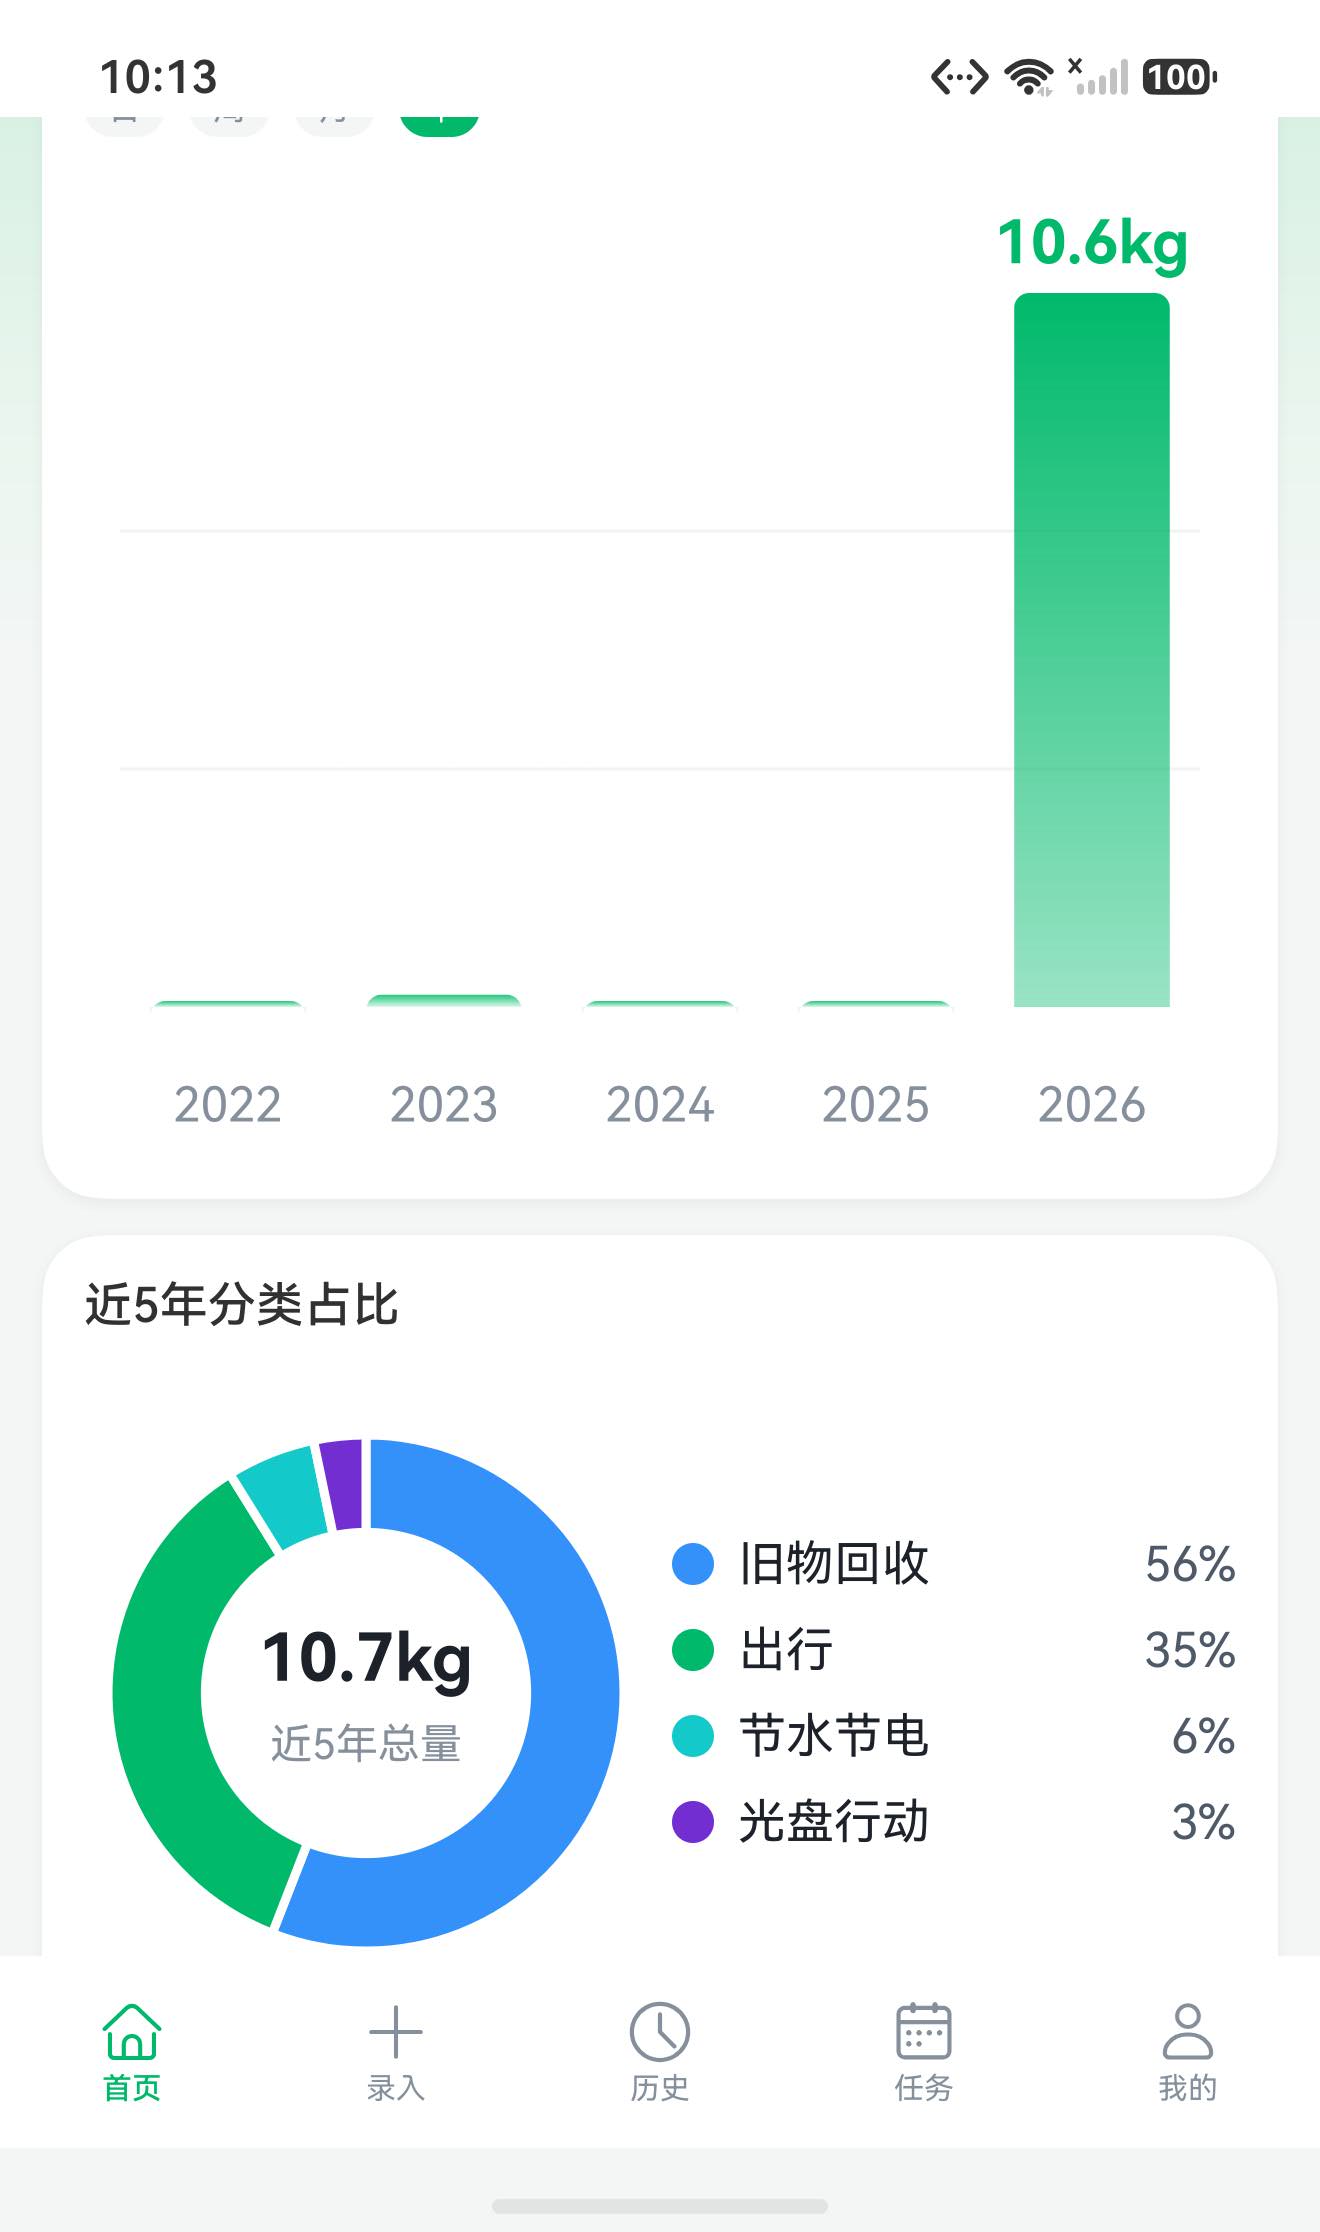 10:13
100
10.6kg
2022 2023 2024 2025 2026
近5年分类占比
10.7kg
近5年总量
旧物回收 56%
出行 35%
节水节电 6%
光盘行动 3%
首页 录入 历史 任务 我的